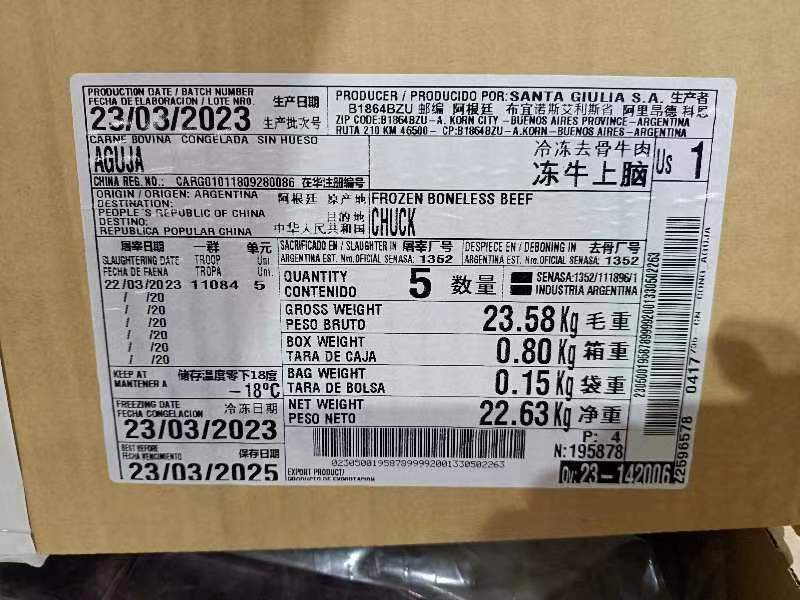 PRODUCTION DATE / BATCH NUMBER
FECHA DE ELABORACION / LOTE NRO. 生产日期
23/03/2023 生产批次号
PRODUCER / PRODUCIDO POR:SANTA GIULIA S.A. 生产者
B1864BZU 邮编 阿根廷 布宜诺斯艾利斯省 阿里昂德 科恩
ZIP CODE:B1864BZU-A. KORN CITY -BUENOS AIRES PROVINCE-ARGENTINA
RUTA 210 KM 46500- CP:B1864BZU-A.KORN-BUENOS AIRES-ARGENTINA
CARNE BOVINA CONGELADA SIN HUESO
AGUJA
冷冻去骨牛肉
冻牛上脑
Us 1
CHINA REG. NO.: CARG01011809280086 在华注册编号
ORIGIN / ORIGEN: ARGENTINA 阿根廷 原产地
DESTINATION:
PEOPLE'S REPUBLIC OF CHINA 目的地
DESTINO:
REPUBLICA POPULAR CHINA 中华人民共和国
FROZEN BONELESS BEEF
CHUCK
屠宰日期 一群 单元
SLAUGHTERING DATE TROOP Uni
FECHA DE FAENA TROPA Un.
22/03/2023 11084 5
/ /20
/ /20
/ /20
/ /20
/ /20
SACRIFICADO EN / SLAUGHTER IN 屠宰厂号
ARGENTINA EST. Nro.OFICIAL SENASA: 1352
DESPIECE EN / DEBONING IN 去骨厂号
ARGENTINA EST. Nro.OFICIAL SENASA: 1352
QUANTITY
CONTENIDO 5 数量
SENASA:1352/111896/1
INDUSTRIA ARGENTINA
GROSS WEIGHT
PESO BRUTO 23.58 Kg 毛重
BOX WEIGHT
TARA DE CAJA 0.80 Kg 箱重
BAG WEIGHT
TARA DE BOLSA 0.15 Kg 袋重
NET WEIGHT
PESO NETO 22.63 Kg 净重
KEEP AT 储存温度零下18度
MANTENER A -18°C
FREEZING DATE
FECHA CONGELACION 冷冻日期
23/03/2023
BEST BEFORE
FECHA VENCIMIENTO 保存日期
23/03/2025
023050019587899992001330502263
EXPORT PRODUCT/
PRODUCTO DE EXPORTACION
P: 4
N:195878
23-142006
023050019587899992001330502263
Z2596578